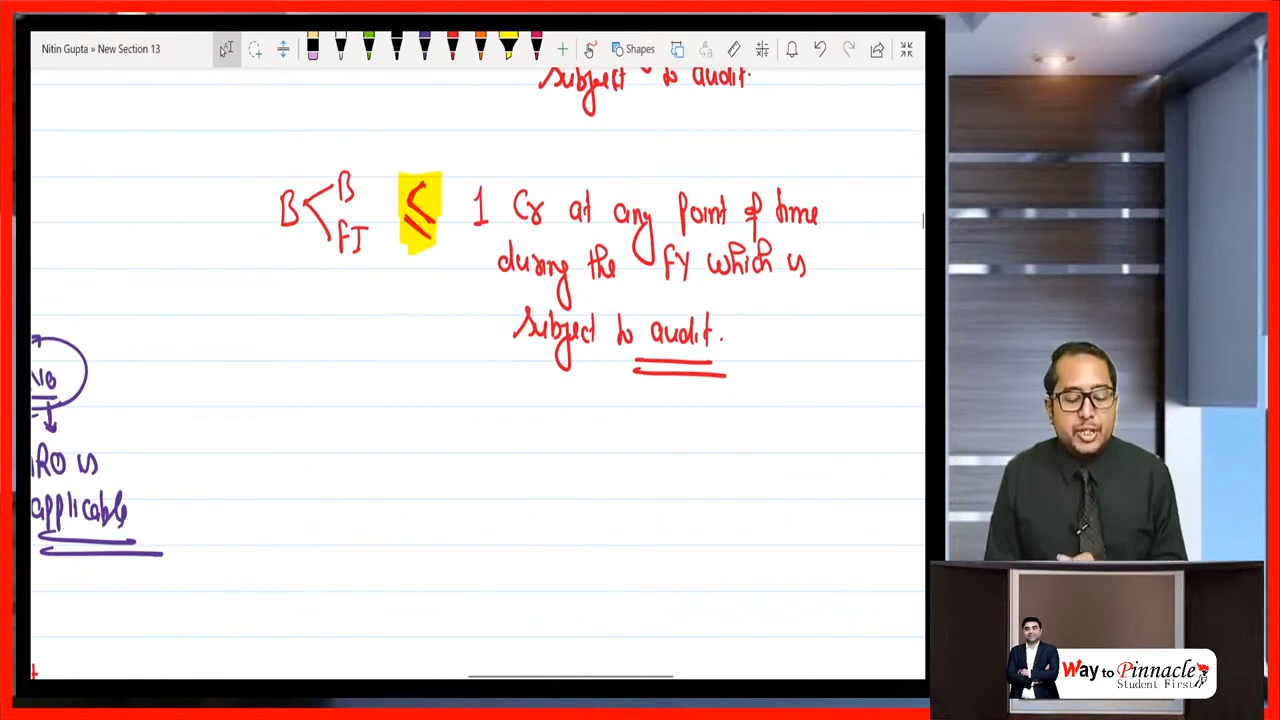 Nitin Gupta » New Section 13
Shapes
subject to audit.
B B FI ≤ 1 Cr at any point of time
during the FY which is
subject to audit.
No
is
applicable
Way to Pinnacle
Student First